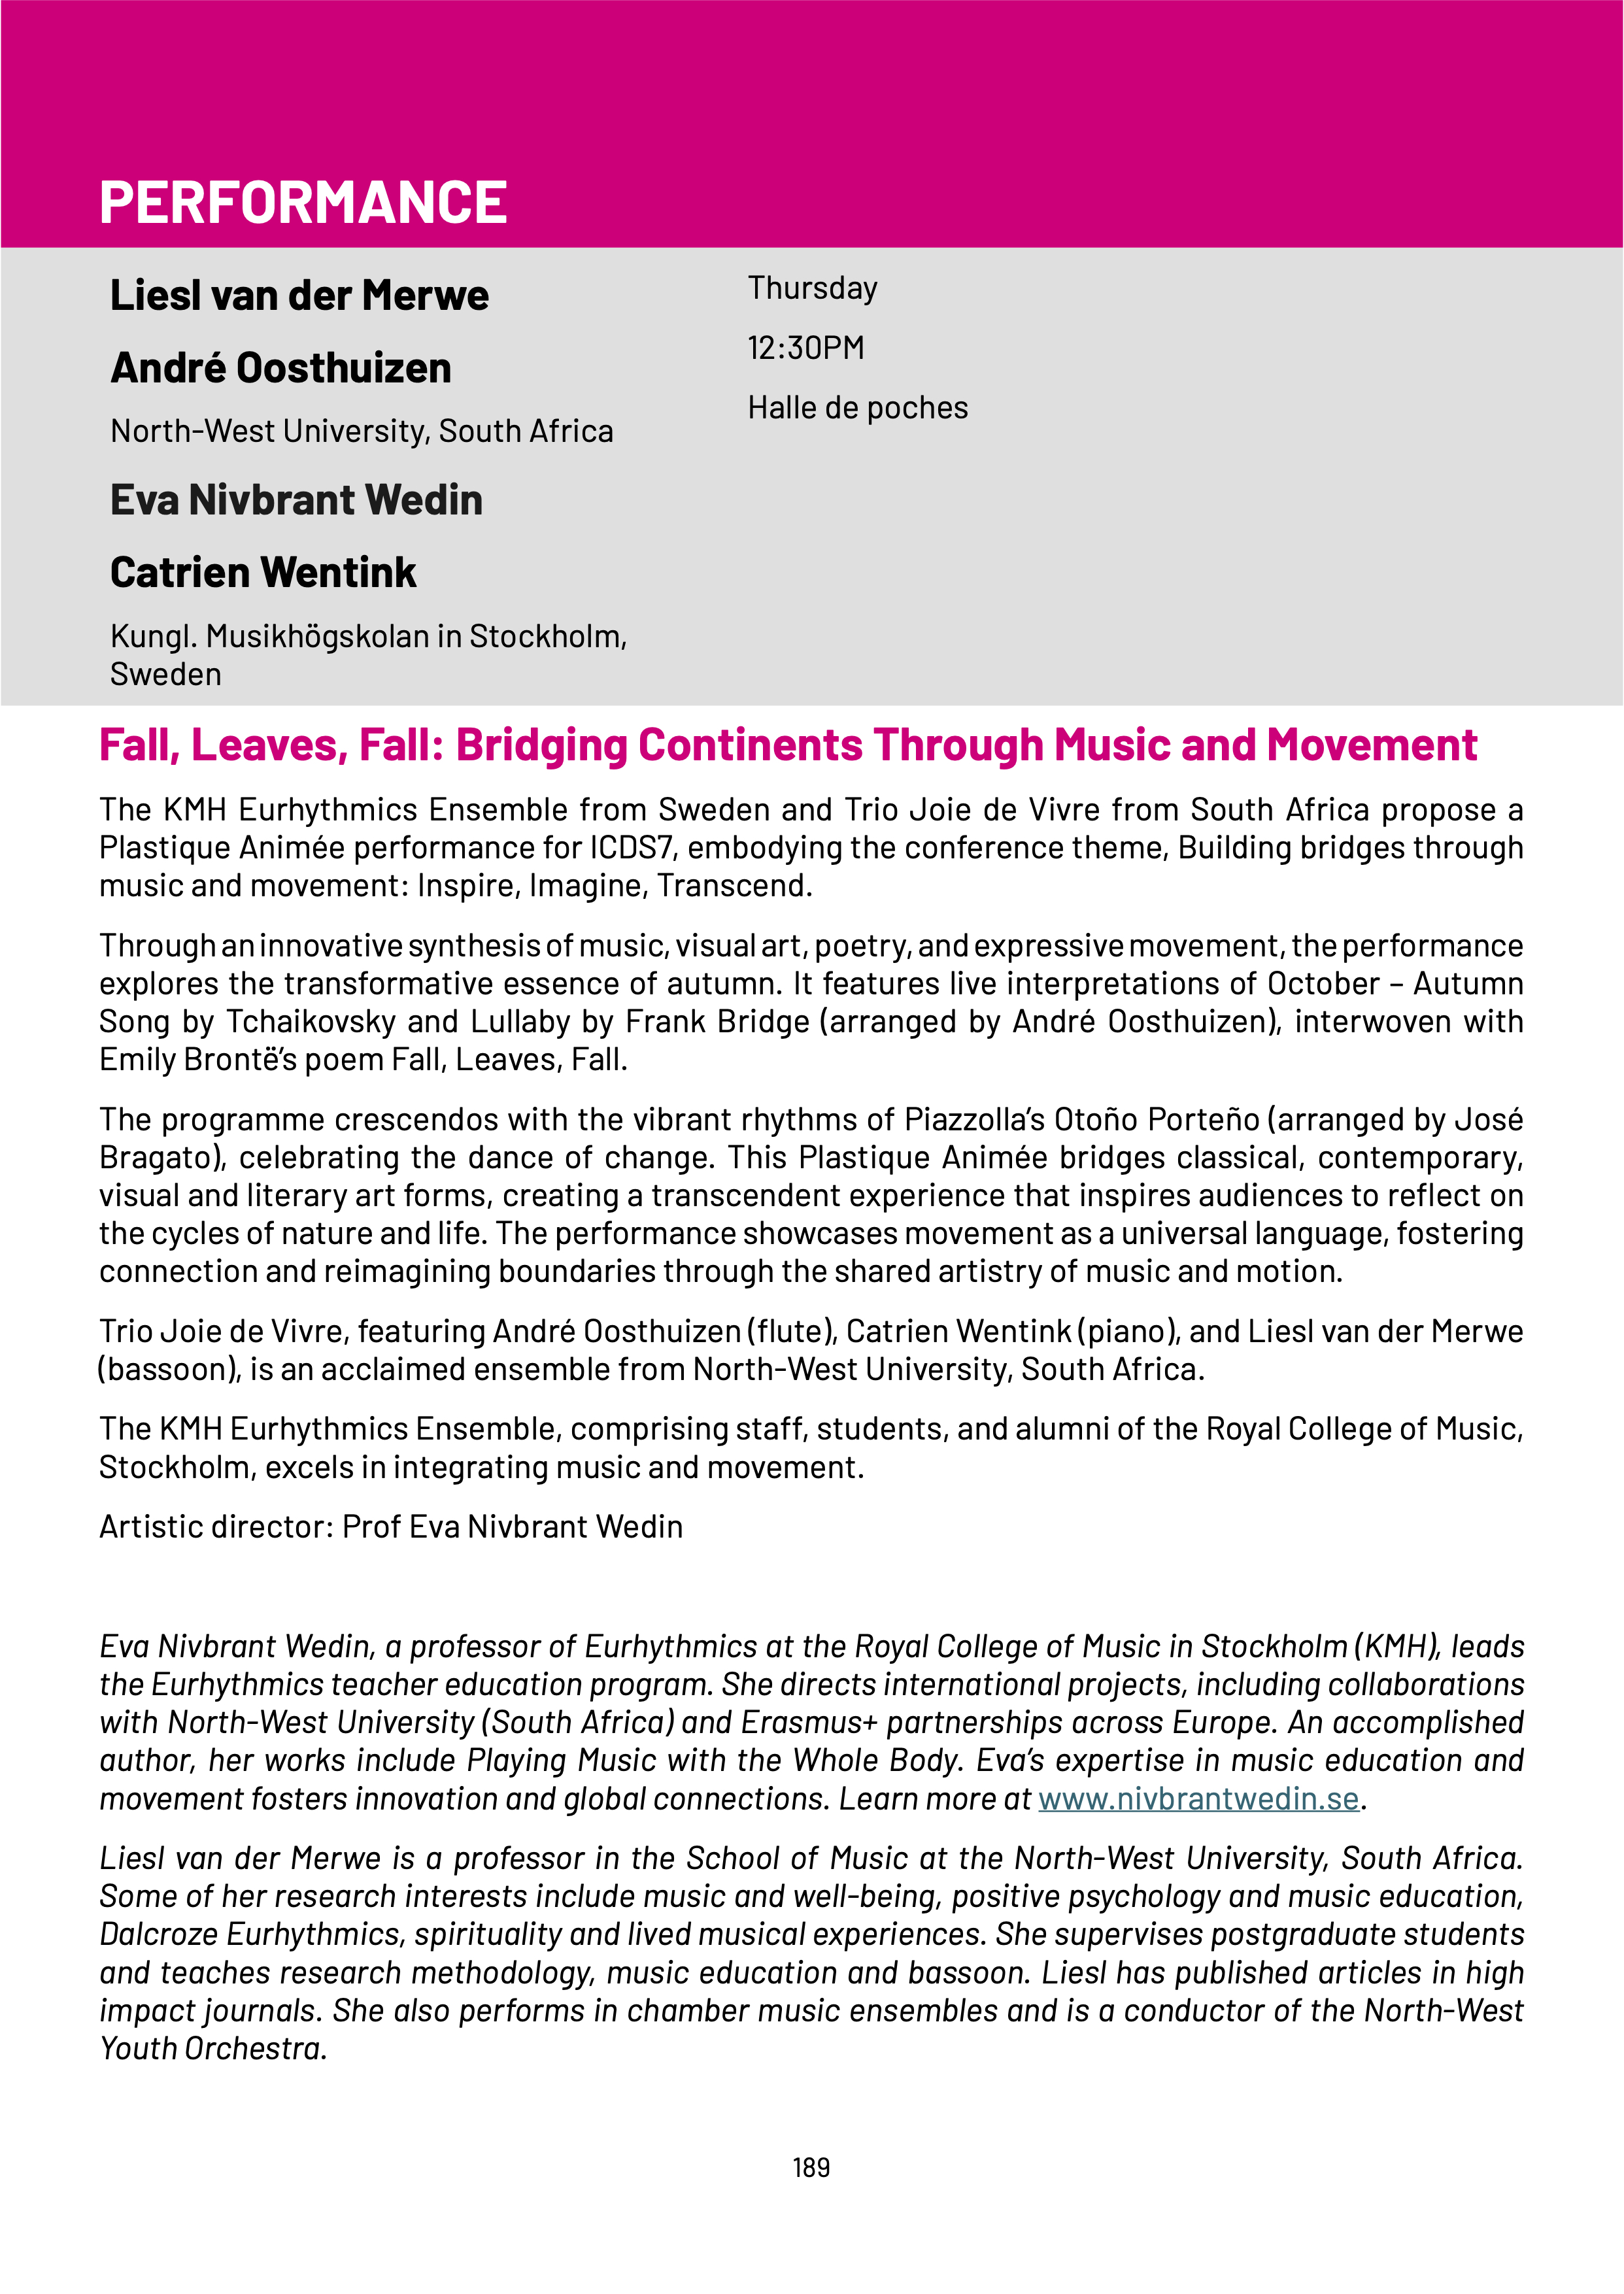 PERFORMANCE
Liesl van der Merwe
André Oosthuizen
North-West University, South Africa
Eva Nivbrant Wedin
Catrien Wentink
Kungl. Musikhögskolan in Stockholm,
Sweden
Thursday
12:30PM
Halle de poches
Fall, Leaves, Fall: Bridging Continents Through Music and Movement
The KMH Eurhythmics Ensemble from Sweden and Trio Joie de Vivre from South Africa propose a
Plastique Animée performance for ICDS7, embodying the conference theme, Building bridges through
music and movement: Inspire, Imagine, Transcend.
Through an innovative synthesis of music, visual art, poetry, and expressive movement, the performance
explores the transformative essence of autumn. It features live interpretations of October – Autumn
Song by Tchaikovsky and Lullaby by Frank Bridge (arranged by André Oosthuizen), interwoven with
Emily Brontë’s poem Fall, Leaves, Fall.
The programme crescendos with the vibrant rhythms of Piazzolla’s Otoño Porteño (arranged by José
Bragato), celebrating the dance of change. This Plastique Animée bridges classical, contemporary,
visual and literary art forms, creating a transcendent experience that inspires audiences to reflect on
the cycles of nature and life. The performance showcases movement as a universal language, fostering
connection and reimagining boundaries through the shared artistry of music and motion.
Trio Joie de Vivre, featuring André Oosthuizen (flute), Catrien Wentink (piano), and Liesl van der Merwe
(bassoon), is an acclaimed ensemble from North-West University, South Africa.
The KMH Eurhythmics Ensemble, comprising staff, students, and alumni of the Royal College of Music,
Stockholm, excels in integrating music and movement.
Artistic director: Prof Eva Nivbrant Wedin
Eva Nivbrant Wedin, a professor of Eurhythmics at the Royal College of Music in Stockholm (KMH), leads
the Eurhythmics teacher education program. She directs international projects, including collaborations
with North-West University (South Africa) and Erasmus+ partnerships across Europe. An accomplished
author, her works include Playing Music with the Whole Body. Eva’s expertise in music education and
movement fosters innovation and global connections. Learn more at www.nivbrantwedin.se.
Liesl van der Merwe is a professor in the School of Music at the North-West University, South Africa.
Some of her research interests include music and well-being, positive psychology and music education,
Dalcroze Eurhythmics, spirituality and lived musical experiences. She supervises postgraduate students
and teaches research methodology, music education and bassoon. Liesl has published articles in high
impact journals. She also performs in chamber music ensembles and is a conductor of the North-West
Youth Orchestra.
189